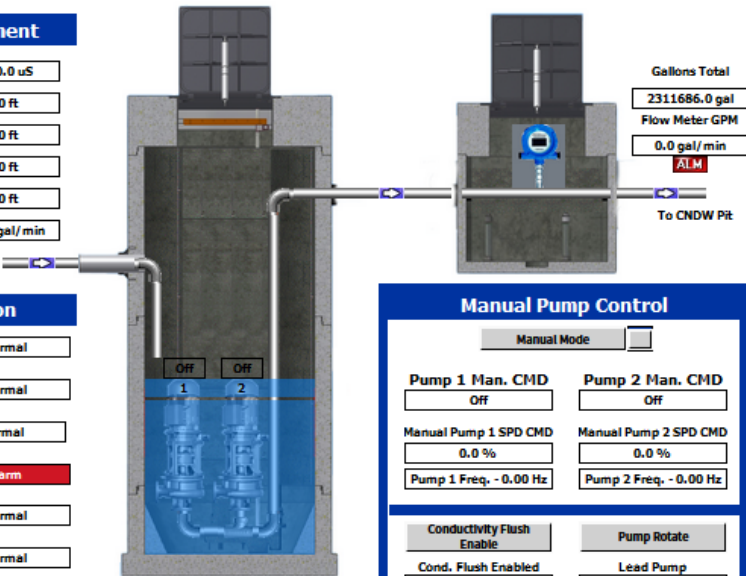 ment
0.0 uS
0 ft
0 ft
0 ft
0 ft
gal/min
on
rmal
rmal
rmal
arm
rmal
rmal
Off
Off
1
2
Gallons Total
2311686.0 gal
Flow Meter GPM
0.0 gal/min
ALM
To CNDW Pit
Manual Pump Control
Manual Mode
Pump 1 Man. CMD
Pump 2 Man. CMD
Off
Off
Manual Pump 1 SPD CMD
Manual Pump 2 SPD CMD
0.0 %
0.0 %
Pump 1 Freq. - 0.00 Hz
Pump 2 Freq. - 0.00 Hz
Conductivity Flush
Enable
Pump Rotate
Cond. Flush Enabled
Lead Pump